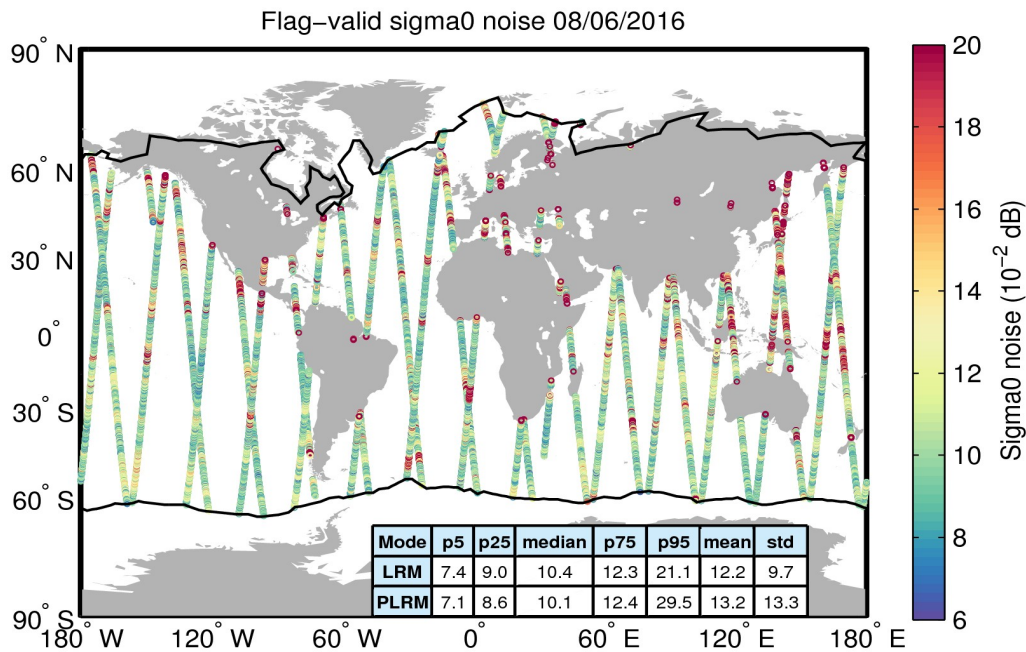 Flag-valid sigma0 noise 08/06/2016
90° N
60° N
30° N
0°
30° S
60° S
90° S
180° W
120° W
60° W
0°
60° E
120° E
180° E
20
18
16
14
12
10
8
6
Sigma0 noise (10⁻² dB)
Mode p5 p25 median p75 p95 mean std
LRM 7.4 9.0 10.4 12.3 21.1 12.2 9.7
PLRM 7.1 8.6 10.1 12.4 29.5 13.2 13.3